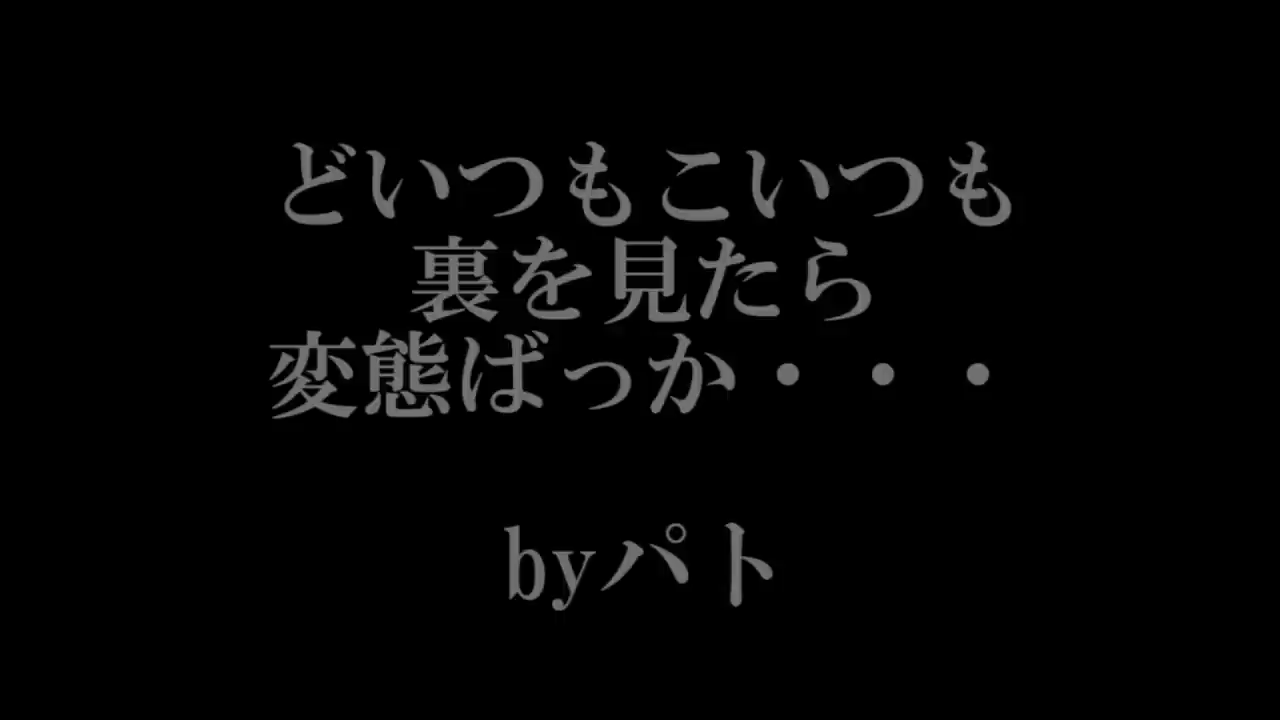 どいつもこいつも
裏を見たら
変態ばっか・・・
byパト